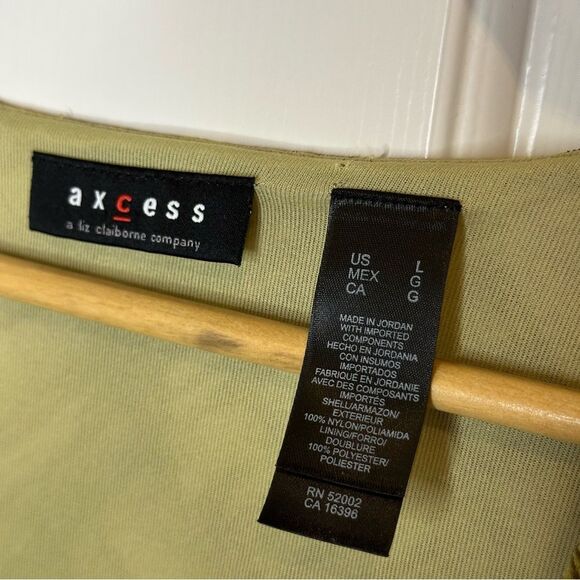 axcess
a liz claiborne company
US L
MEX G
CA G
MADE IN JORDAN
WITH IMPORTED
COMPONENTS
HECHO EN JORDANIA
CON INSUMOS
IMPORTADOS
FABRIQUÉ EN JORDANIE
AVEC DES COMPOSANTS
IMPORTÉS
SHELL/ARMAZON/
EXTERIEUR
100% NYLON/POLIAMIDA
LINING/FORRO/
DOUBLURE
100% POLYESTER/
POLIESTER
RN 52002
CA 16396